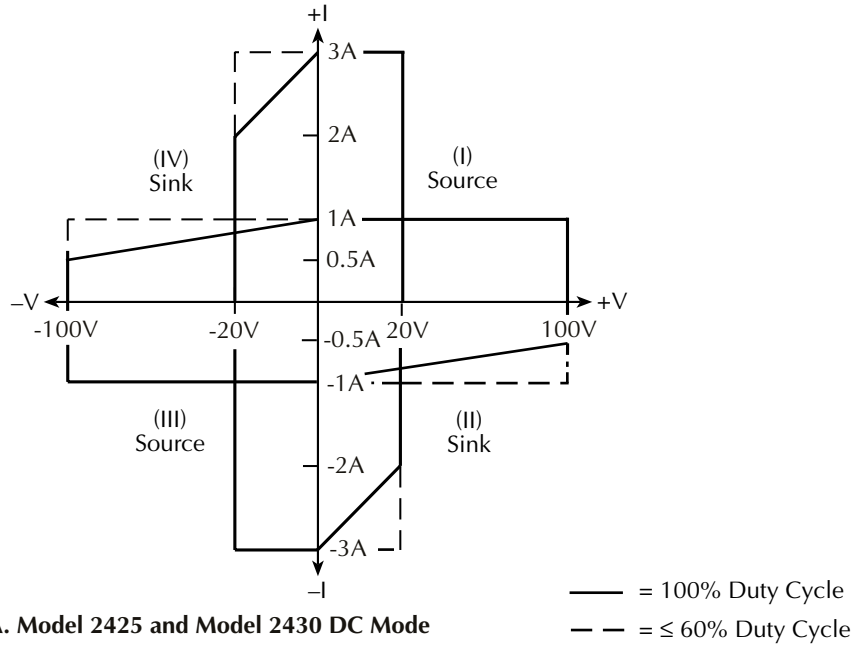 +I
3A
2A
(IV)
Sink
(I)
Source
1A
0.5A
–V
+V
-100V
-20V
20V
100V
-0.5A
-1A
(III)
Source
(II)
Sink
-2A
-3A
–I
= 100% Duty Cycle
= ≤ 60% Duty Cycle
. Model 2425 and Model 2430 DC Mode